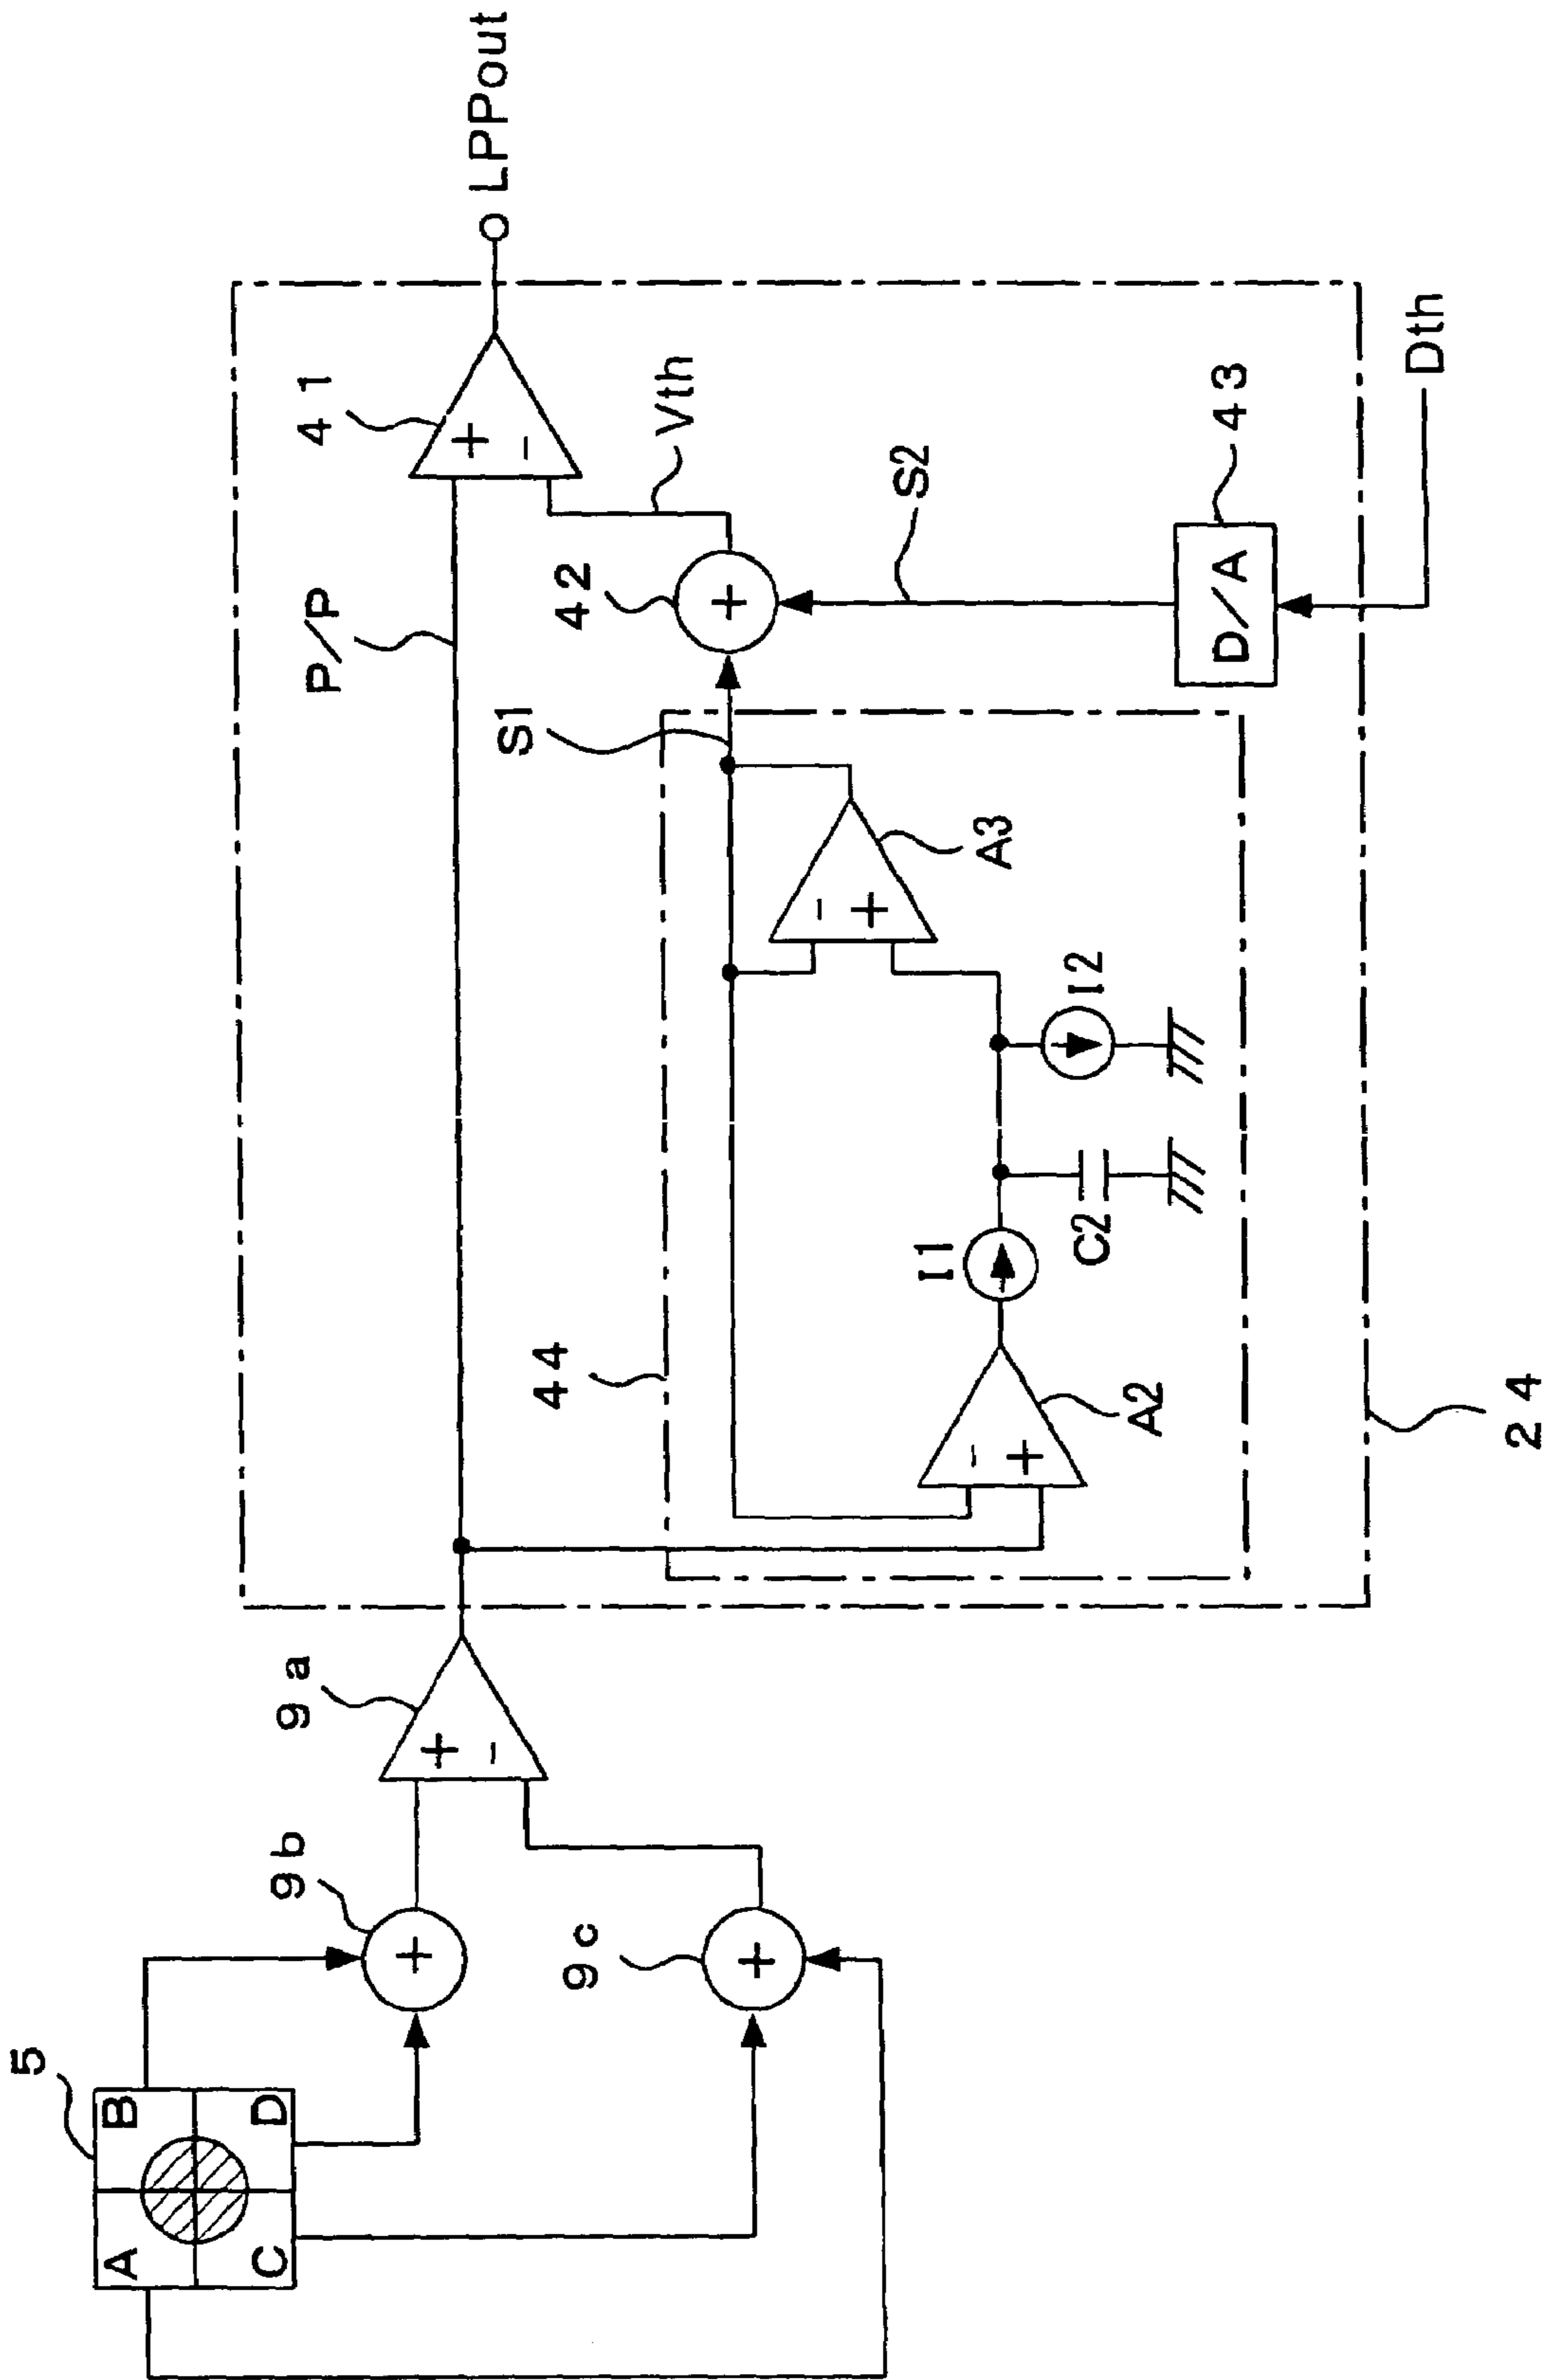 5
A
B
C
D
9b
+
9c
+
9a
+
-
P/P
41
+
-
LPPout
Vth
42
+
S1
S2
44
A2
-
+
I1
C2
I2
A3
-
+
D/A
43
Dth
24